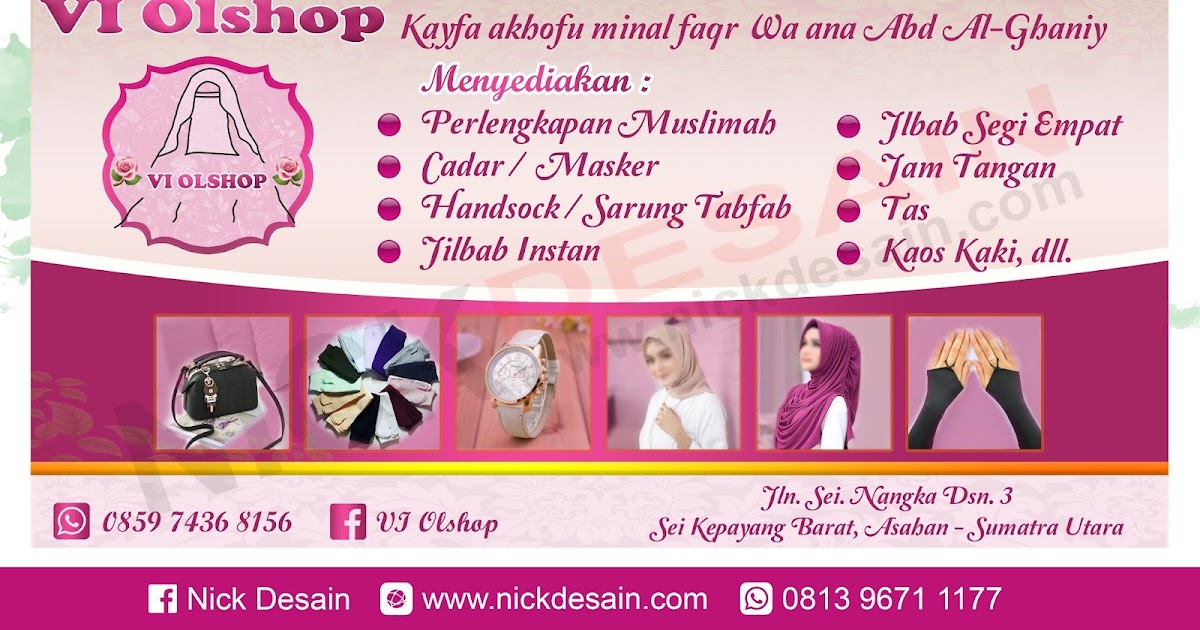 VI Olshop
Kayfa akhofu minal faqr Wa ana Abd Al-Ghaniy
VI OLSHOP
Menyediakan :
Perlengkapan Muslimah
Cadar / Masker
Handsock / Sarung Tabfab
Jilbab Instan
Jlbab Segi Empat
Jam Tangan
Tas
Kaos Kaki, dll.
NICK DESAIN
www.nickdesain.com
0859 7436 8156
VI Olshop
Jln. Sei. Nangka Dsn. 3
Sei Kepayang Barat, Asahan - Sumatra Utara
Nick Desain
www.nickdesain.com
0813 9671 1177